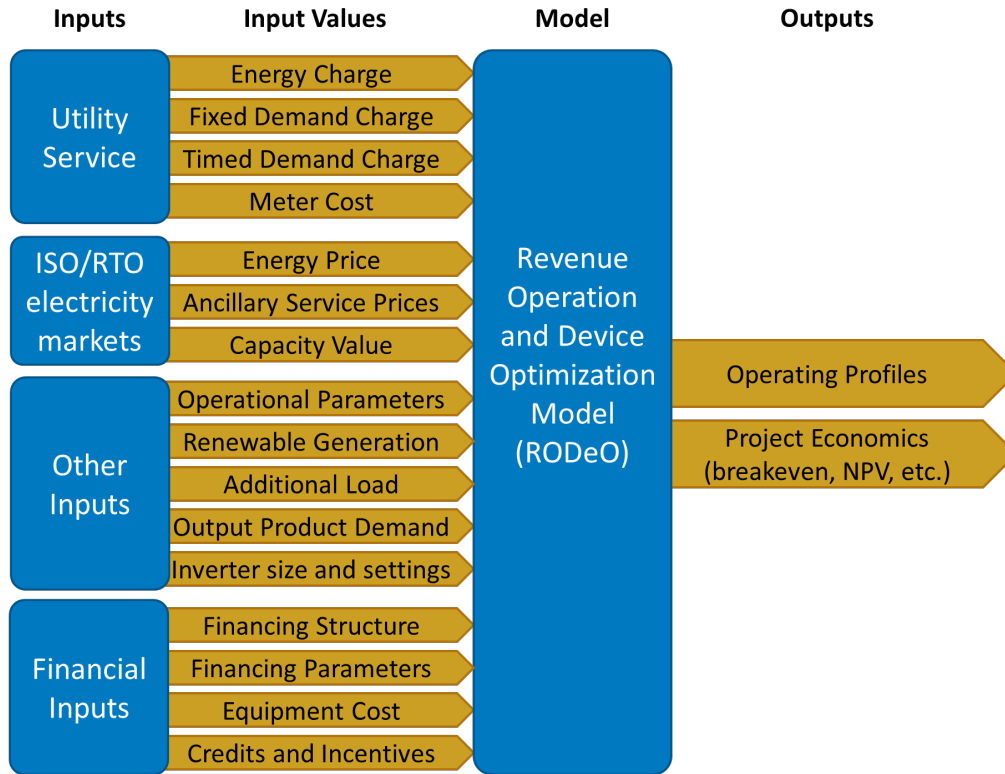 Inputs
Input Values
Model
Outputs
Utility
Service
Energy Charge
Fixed Demand Charge
Timed Demand Charge
Meter Cost
ISO/RTO
electricity
markets
Energy Price
Ancillary Service Prices
Capacity Value
Other
Inputs
Operational Parameters
Renewable Generation
Additional Load
Output Product Demand
Inverter size and settings
Financial
Inputs
Financing Structure
Financing Parameters
Equipment Cost
Credits and Incentives
Revenue
Operation
and Device
Optimization
Model
(RODeO)
Operating Profiles
Project Economics
(breakeven, NPV, etc.)